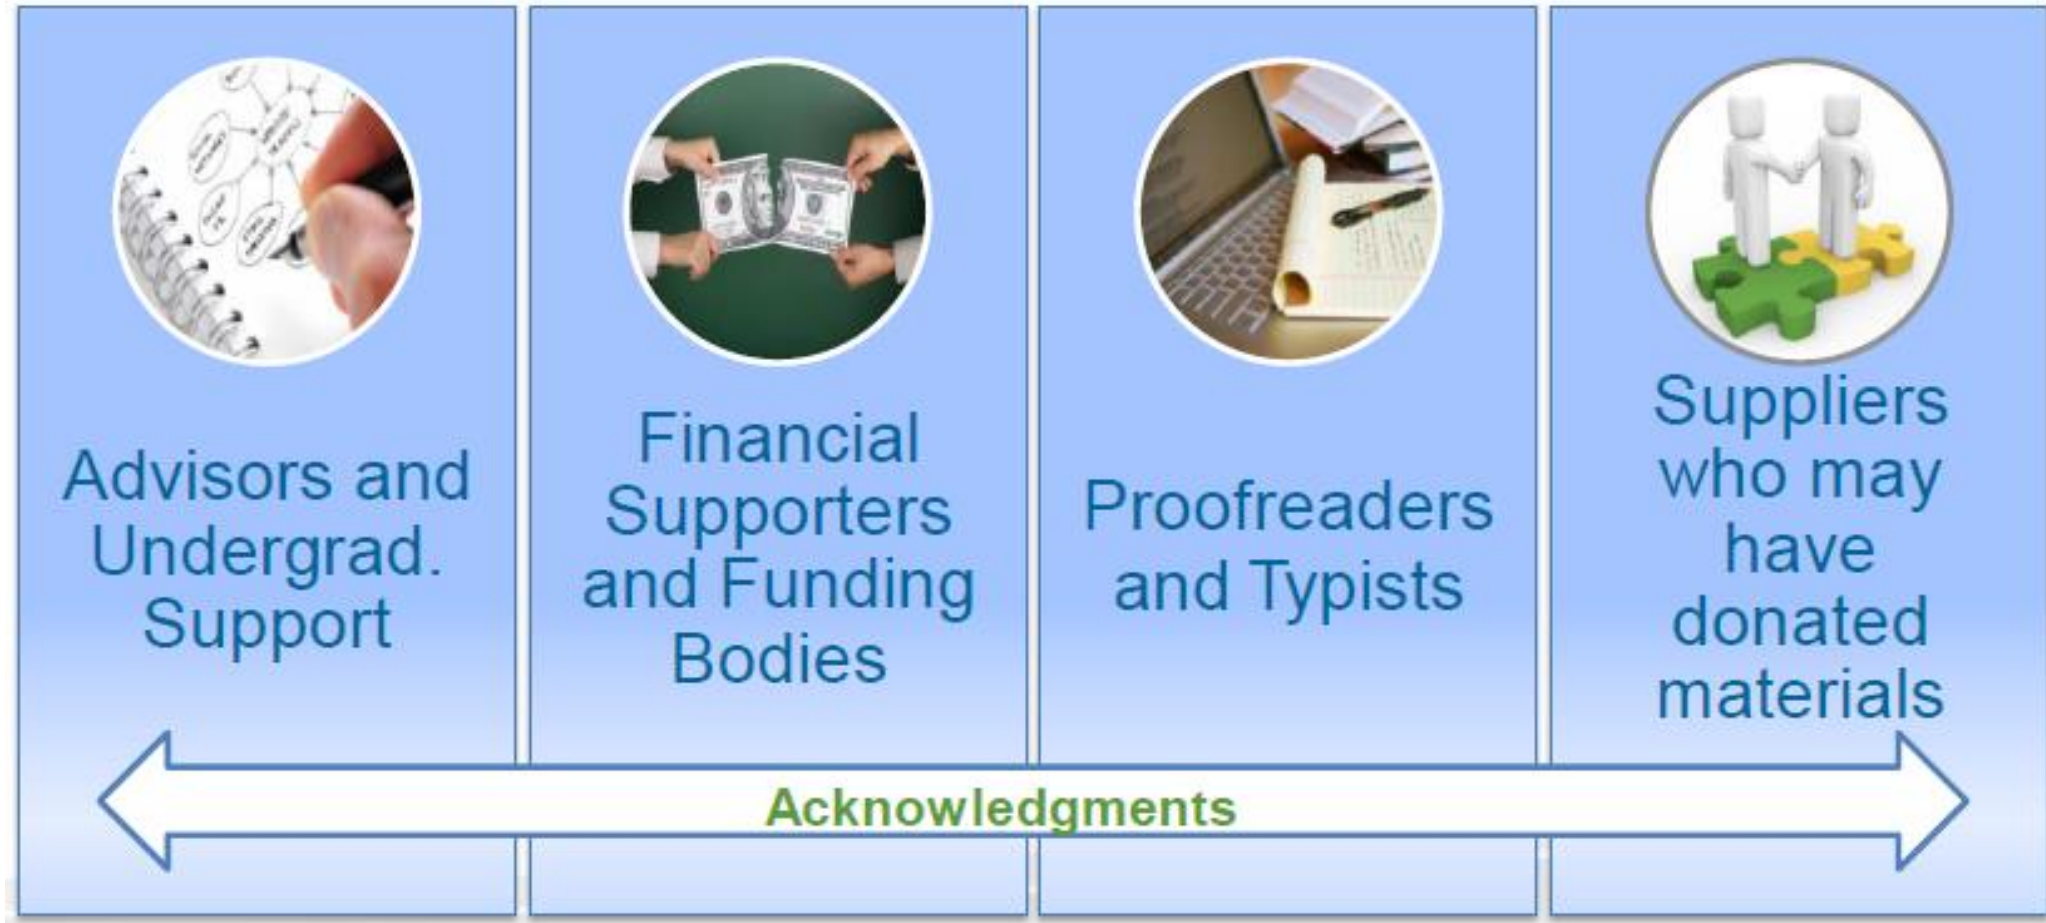 Advisors and
Undergrad.
Support
Financial
Supporters
and Funding
Bodies
Proofreaders
and Typists
Suppliers
who may
have
donated
materials
Acknowledgments